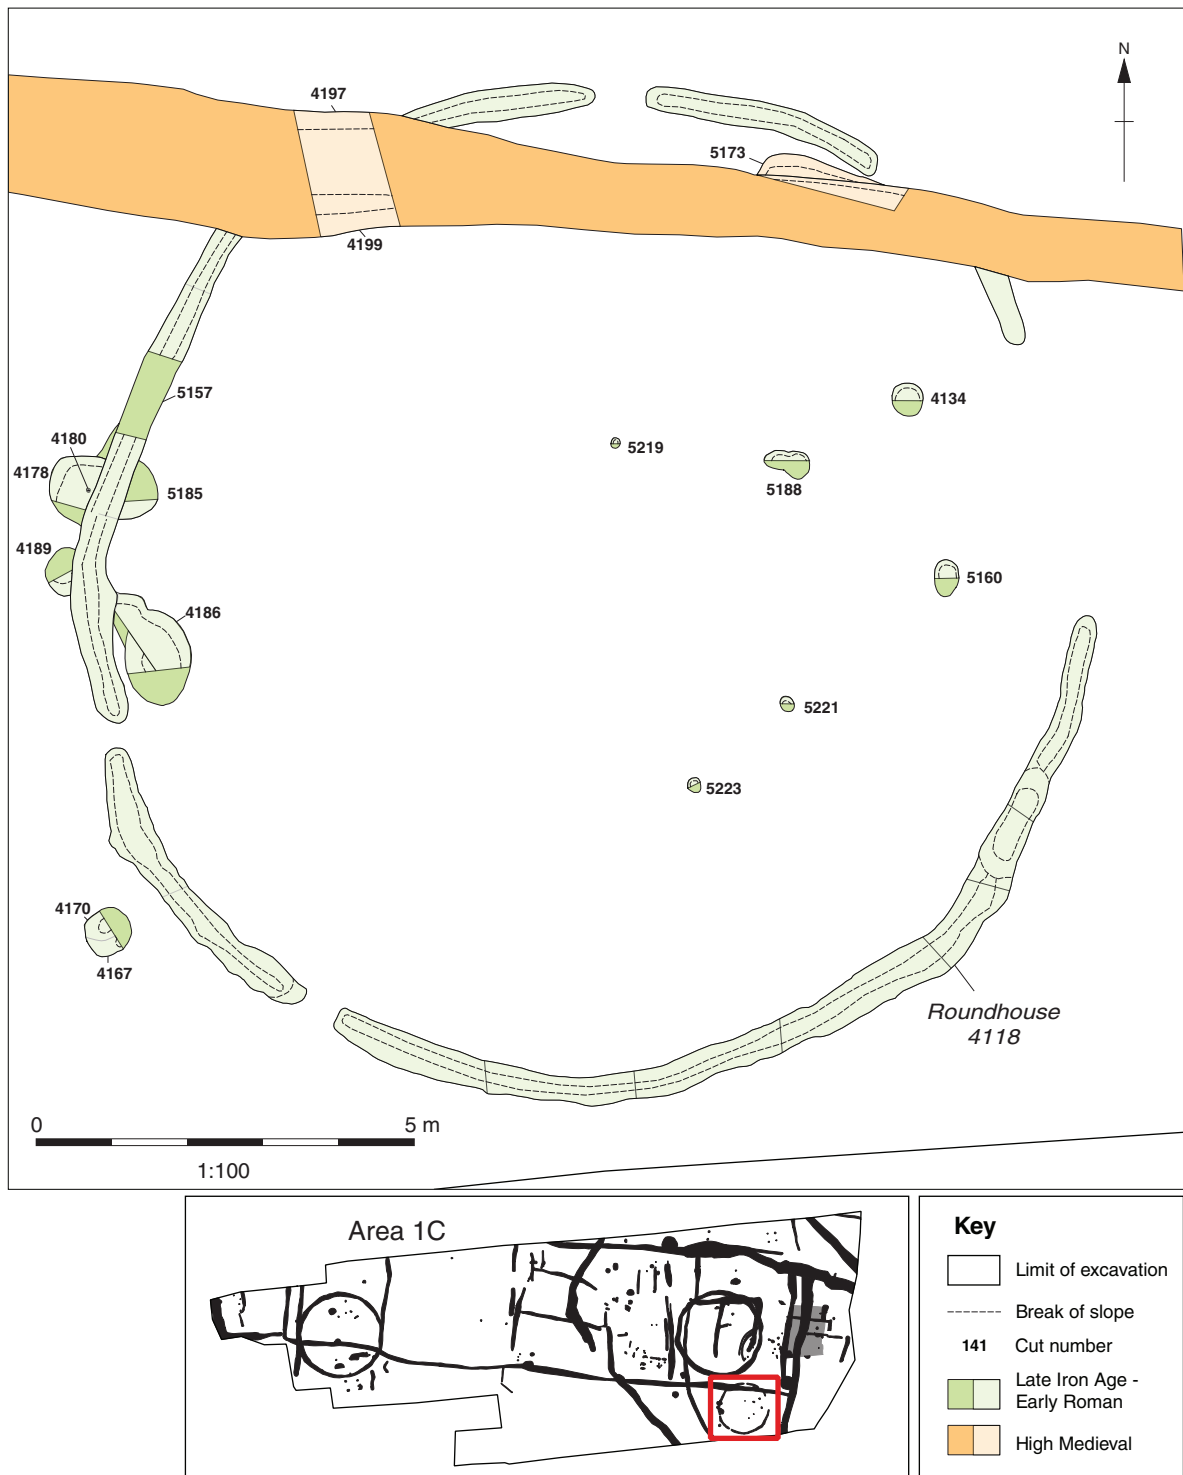 N
4197
5173
4199
5157
4134
4180
5219
4178
5188
5185
4189
5160
4186
5221
5223
4170
4167
Roundhouse
4118
0
5 m
1:100
Area 1C
Key
Limit of excavation
Break of slope
141 Cut number
Late Iron Age -
Early Roman
High Medieval